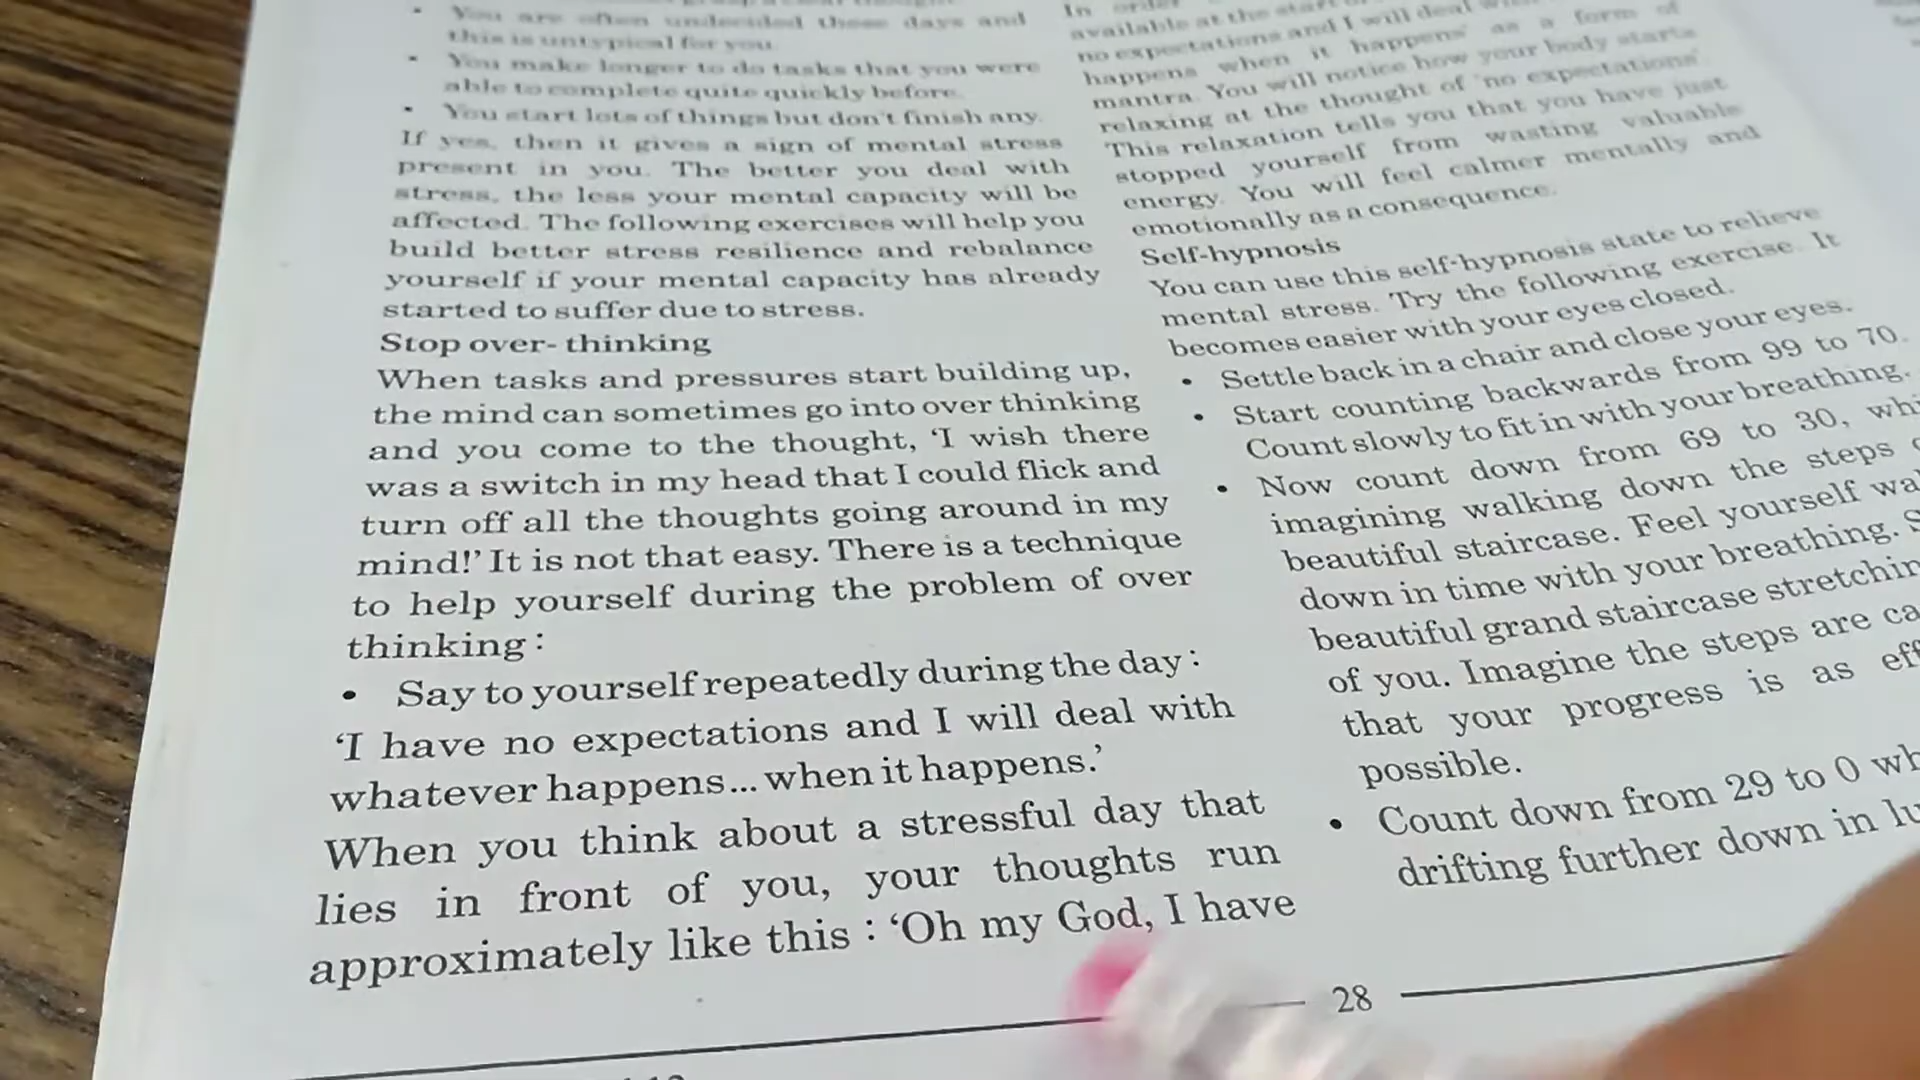 • You are often undecided these days and
this is untypical for you.
• You make longer to do tasks that you were
able to complete quite quickly before.
• You start lots of things but don't finish any.
If yes, then it gives a sign of mental stress
present in you. The better you deal with
stress, the less your mental capacity will be
affected. The following exercises will help you
build better stress resilience and rebalance
yourself if your mental capacity has already
started to suffer due to stress.
Stop over- thinking
When tasks and pressures start building up,
the mind can sometimes go into over thinking
and you come to the thought, ‘I wish there
was a switch in my head that I could flick and
turn off all the thoughts going around in my
mind!’ It is not that easy. There is a technique
to help yourself during the problem of over
thinking :
• Say to yourself repeatedly during the day :
‘I have no expectations and I will deal with
whatever happens... when it happens.’
When you think about a stressful day that
lies in front of you, your thoughts run
approximately like this : ‘Oh my God, I have
In order
available at the start
no expectations and I will deal
happens when it happens’ as a form of
mantra. You will notice how your body starts
relaxing at the thought of ‘no expectations’.
This relaxation tells you that you have just
stopped yourself from wasting valuable
energy. You will feel calmer mentally and
emotionally as a consequence.
Self-hypnosis
You can use this self-hypnosis state to relieve
mental stress. Try the following exercise. It
becomes easier with your eyes closed.
• Settle back in a chair and close your eyes.
• Start counting backwards from 99 to 70.
Count slowly to fit in with your breathing.
• Now count down from 69 to 30,
imagining walking down the steps
beautiful staircase. Feel yourself
down in time with your breathing.
beautiful grand staircase
of you. Imagine the steps are
that your progress is as
possible.
• Count down from 29 to 0
drifting further down in
28